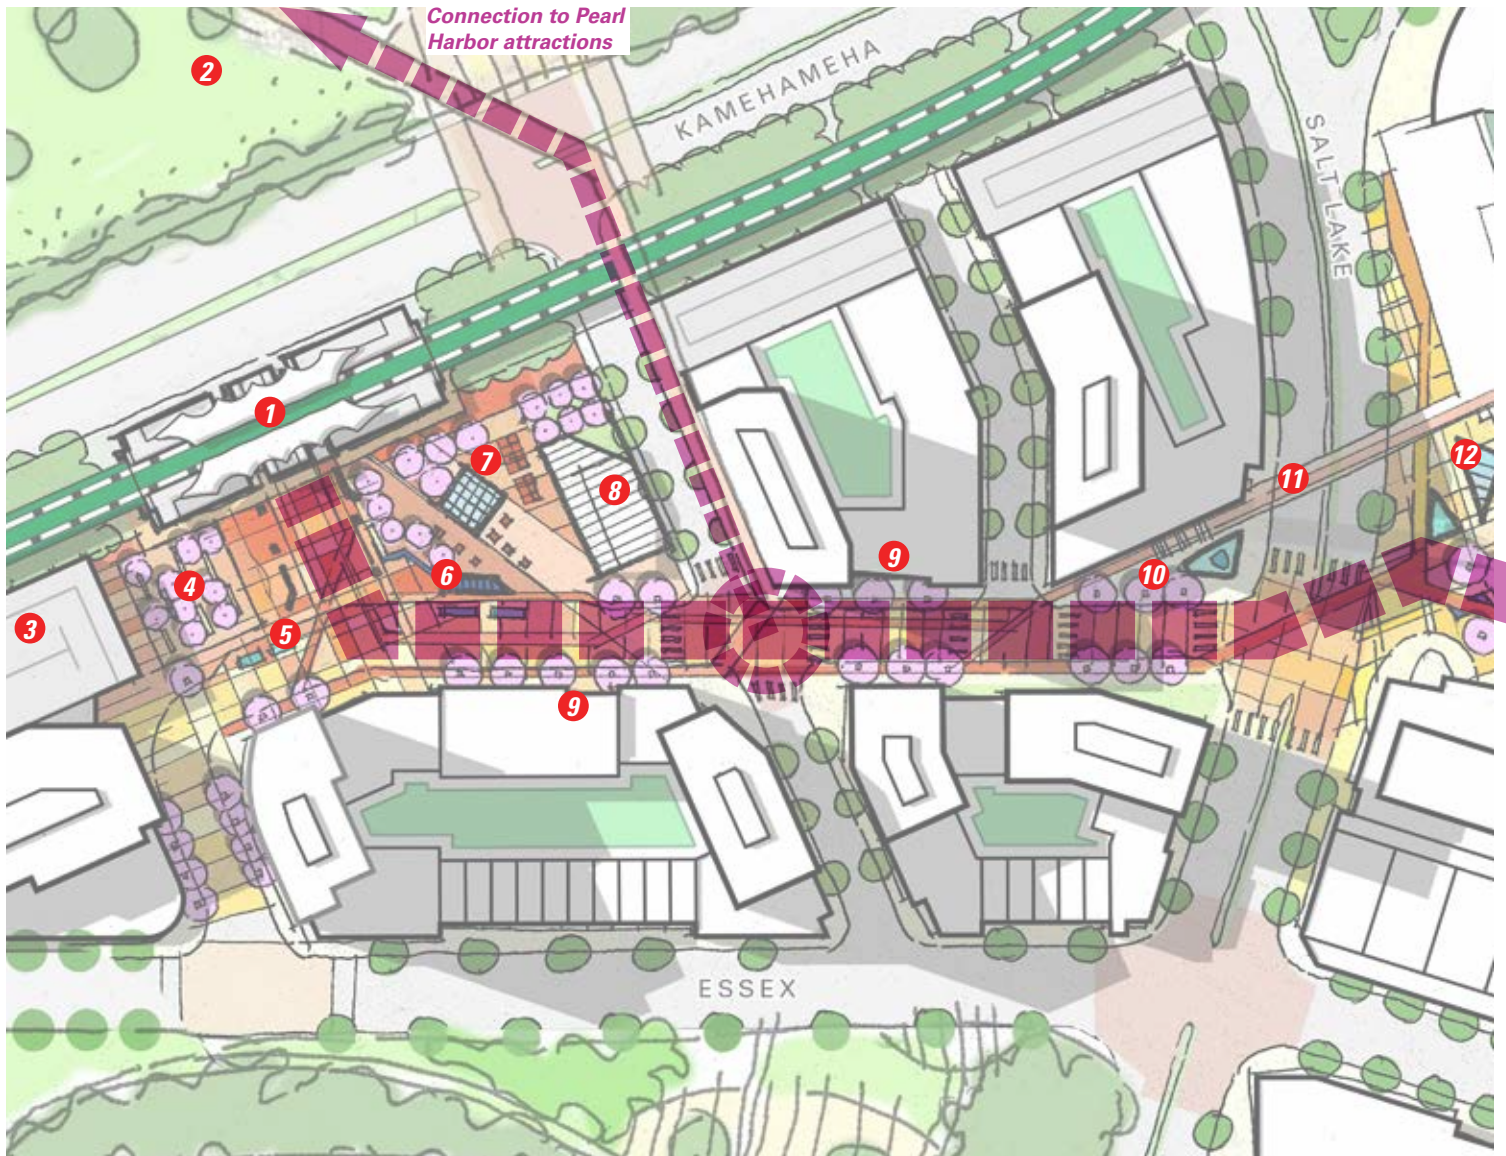 Connection to Pearl
Harbor attractions
2
KAMEHAMEHA
SALT LAKE
1
7
12
11
8
9
10
6
4
3
5
9
ESSEX